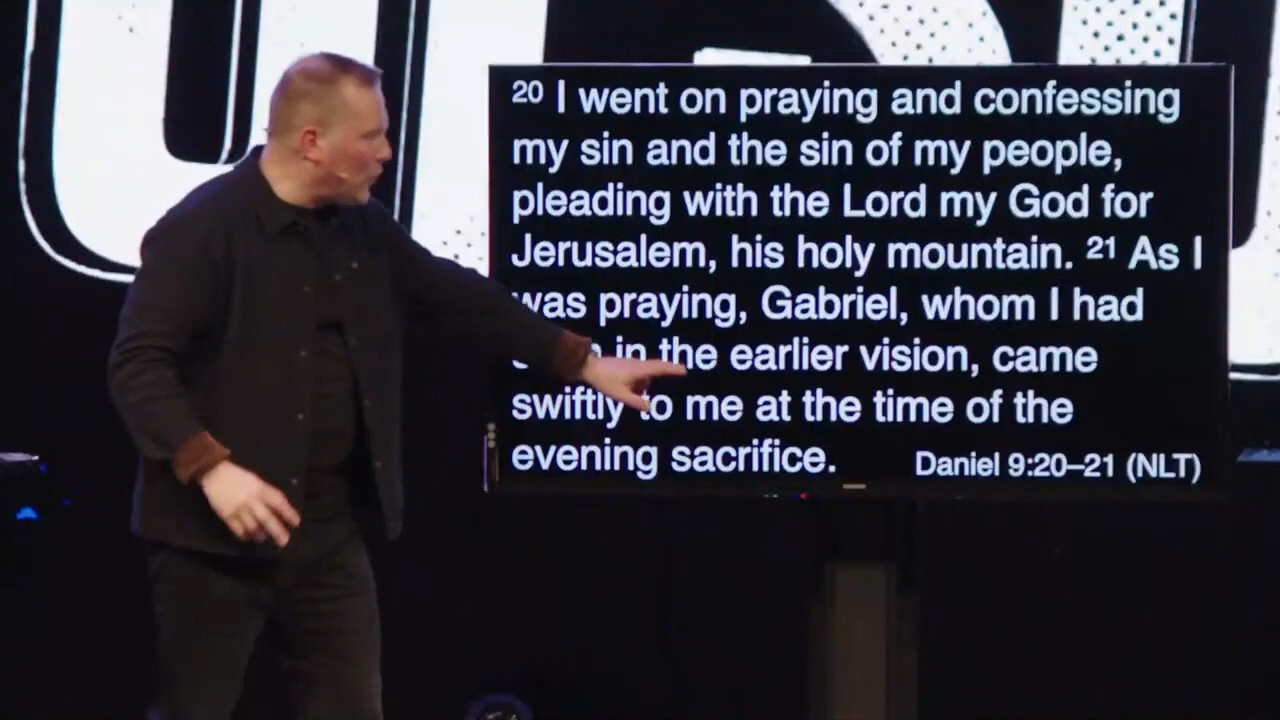 20 I went on praying and confessing
my sin and the sin of my people,
pleading with the Lord my God for
Jerusalem, his holy mountain. 21 As I
was praying, Gabriel, whom I had
in the earlier vision, came
swiftly to me at the time of the
evening sacrifice.
Daniel 9:20–21 (NLT)